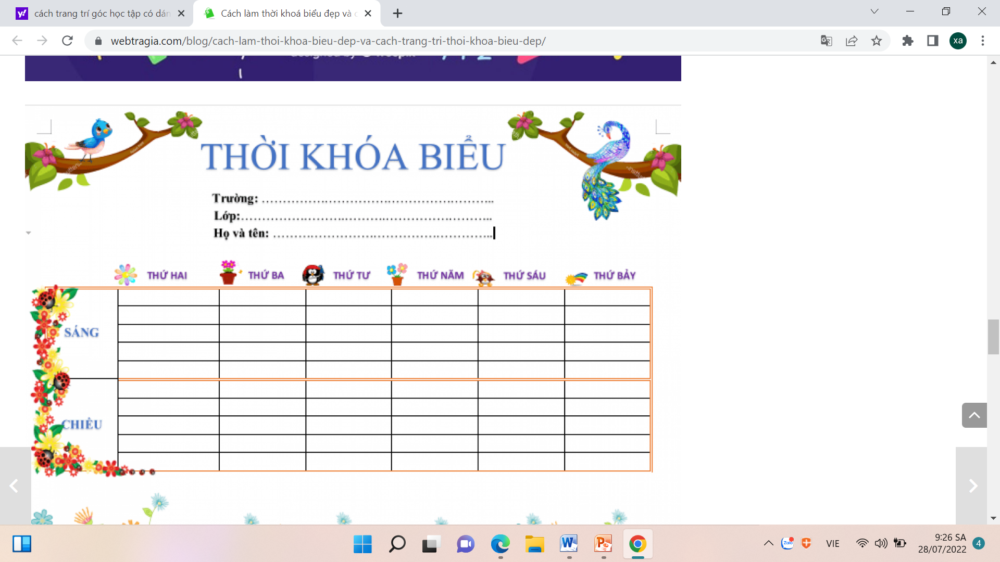 cách trang trí góc học tập có dán
Cách làm thời khoá biểu đẹp và c
webtragia.com/blog/cach-lam-thoi-khoa-bieu-dep-va-cach-trang-tri-thoi-khoa-bieu-dep/
xa
THỜI KHÓA BIỂU
Trường: ................................................
Lớp:................................................
Họ và tên: ................................................
THỨ HAI THỨ BA THỨ TƯ THỨ NĂM THỨ SÁU THỨ BẢY
SÁNG
CHIỀU
Zalo
VIE
9:26 SA
28/07/2022
4